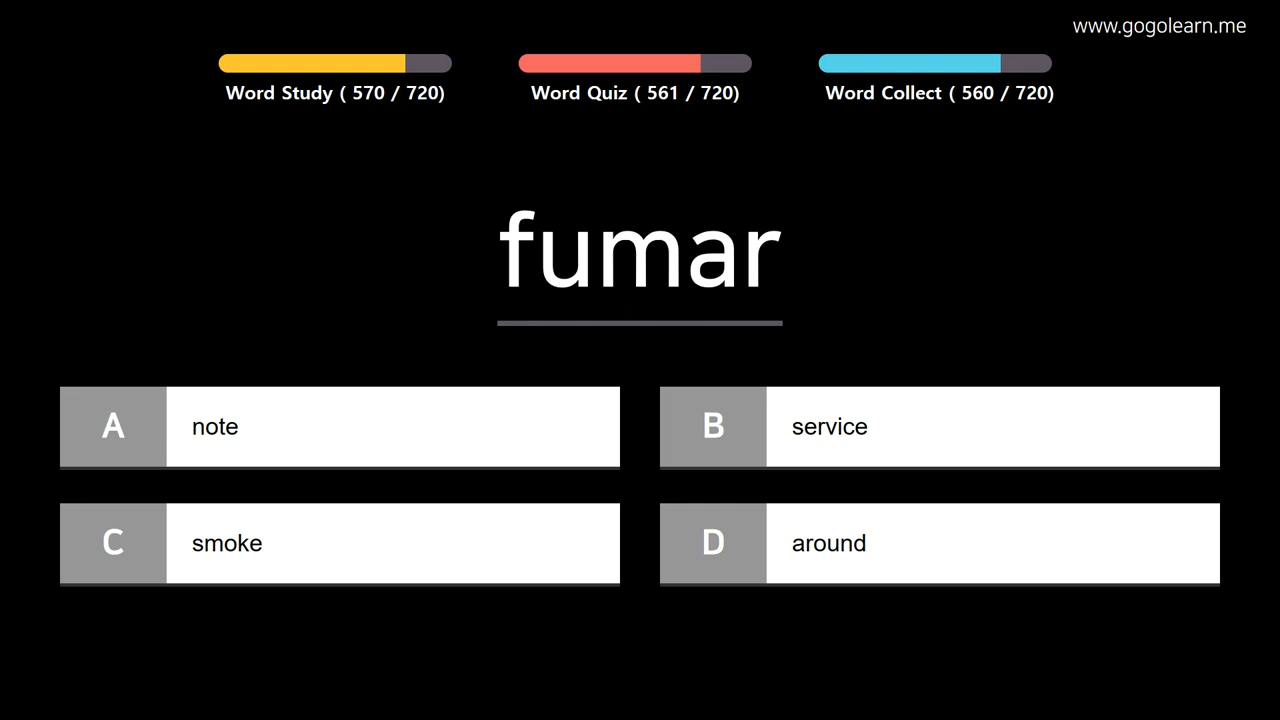 www.gogolearn.me
Word Study ( 570 / 720)
Word Quiz ( 561 / 720)
Word Collect ( 560 / 720)
fumar
A note
B service
C smoke
D around